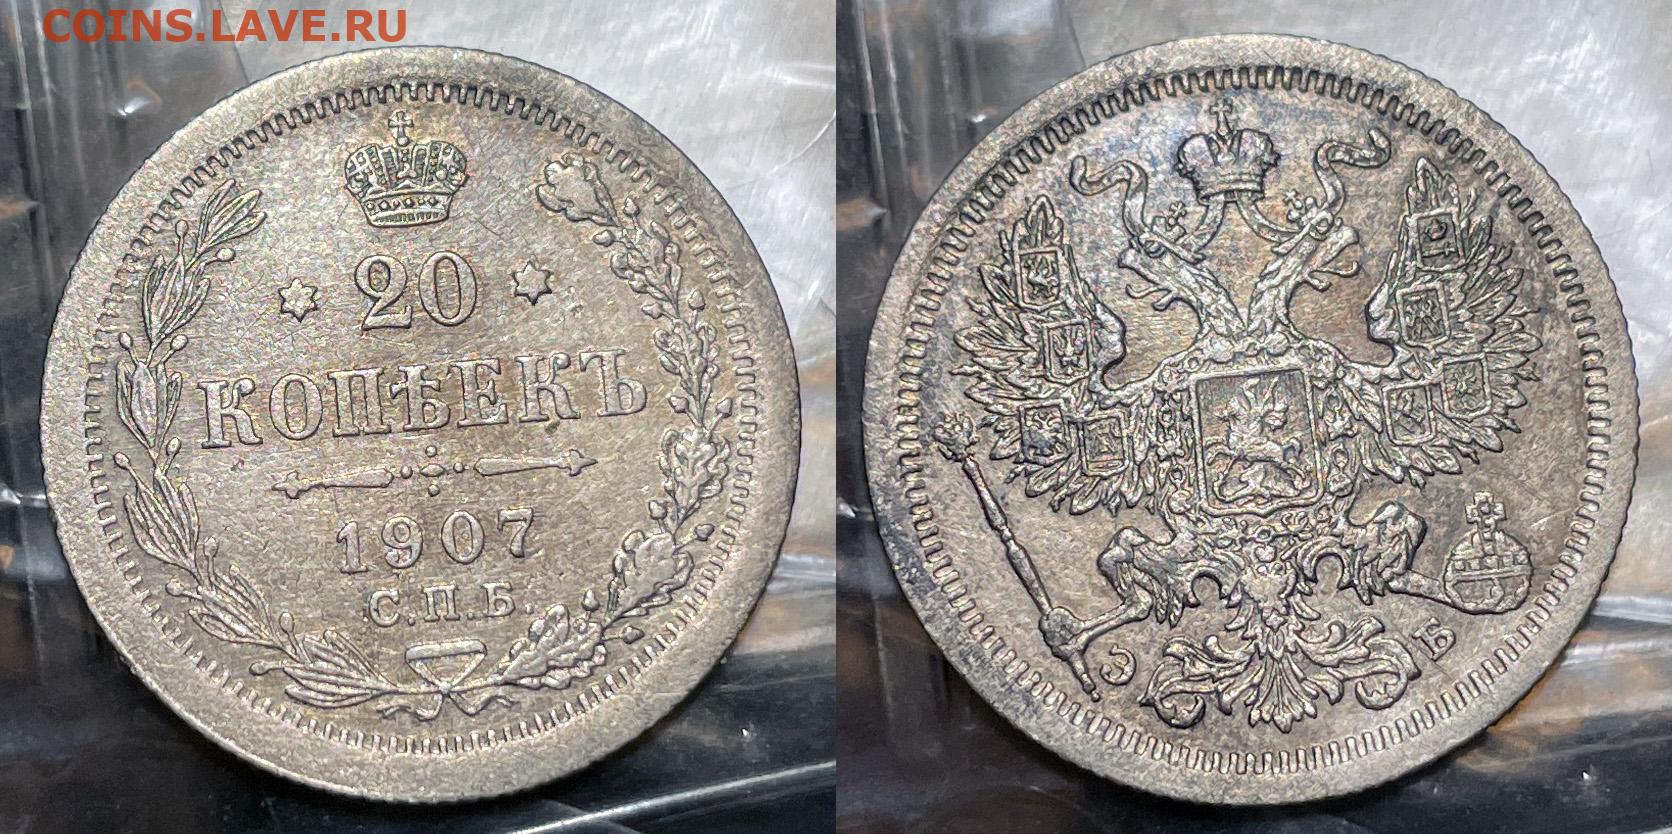 COINS.LAVE.RU
20
КОПѢЕКЪ
1907
С.П.Б.
Э Б